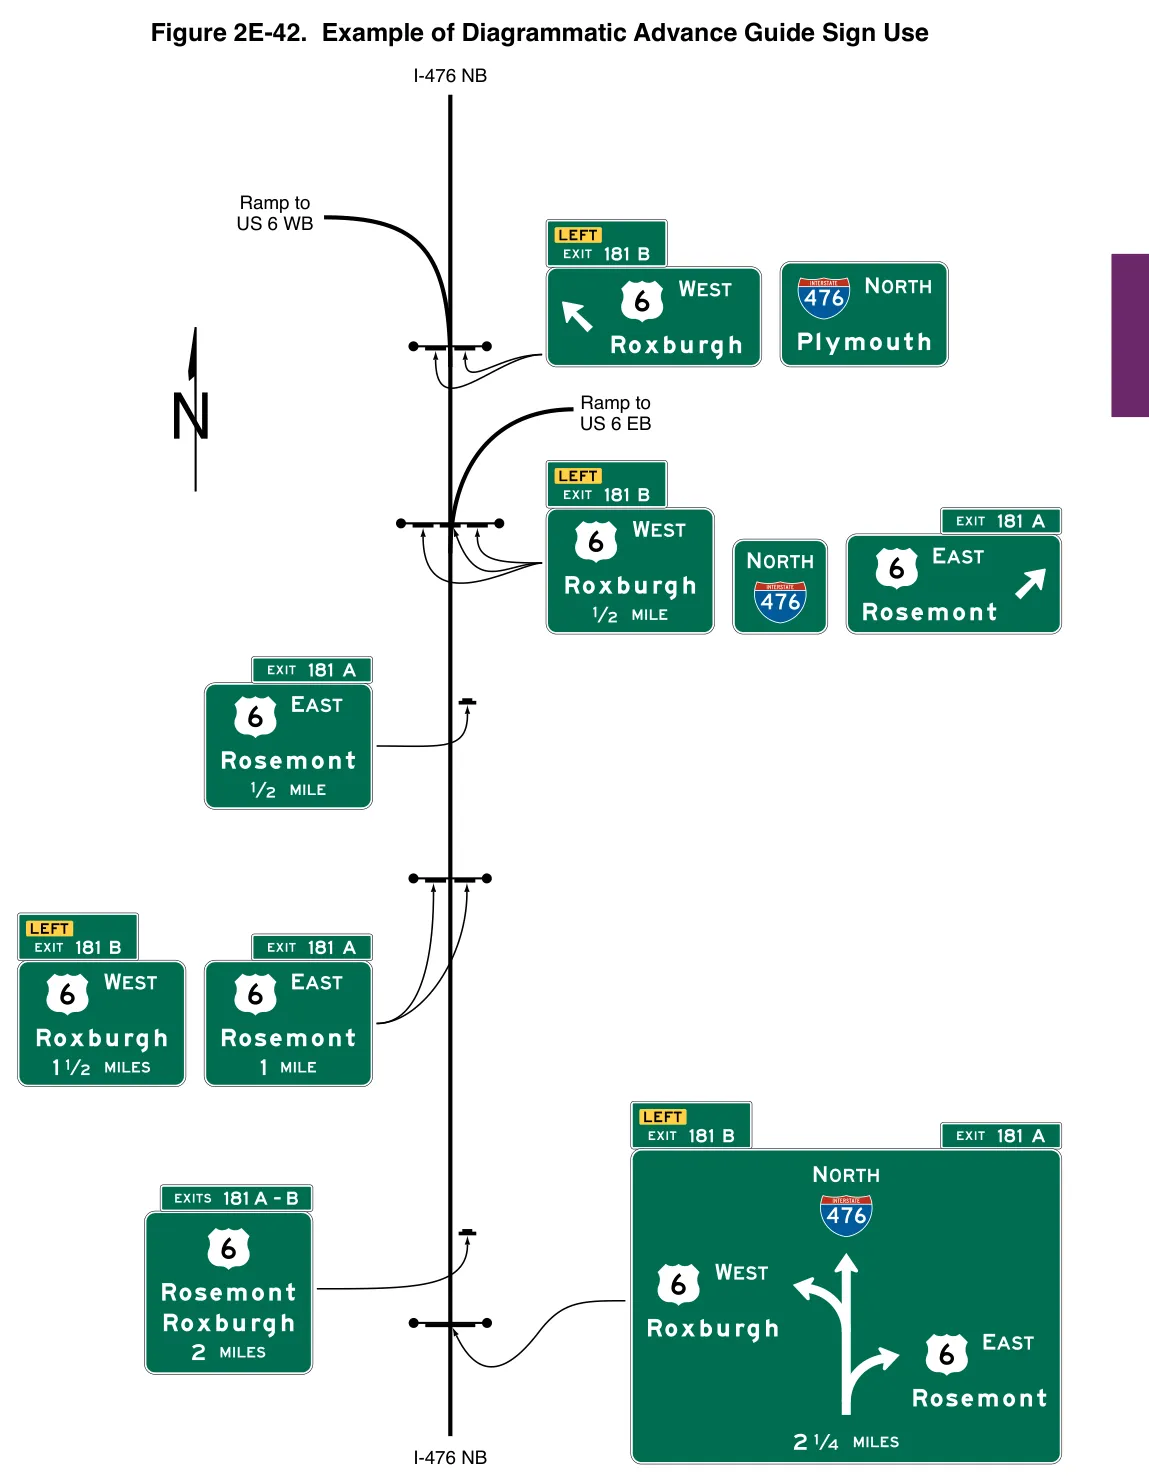 Figure 2E-42. Example of Diagrammatic Advance Guide Sign Use
I-476 NB
Ramp to
US 6 WB
LEFT
EXIT 181 B
6 WEST
Roxburgh
INTERSTATE
476 NORTH
Plymouth
N
Ramp to
US 6 EB
LEFT
EXIT 181 B
6 WEST
Roxburgh
1/2 MILE
NORTH
INTERSTATE
476
EXIT 181 A
6 EAST
Rosemont
EXIT 181 A
6 EAST
Rosemont
1/2 MILE
LEFT
EXIT 181 B
6 WEST
Roxburgh
1 1/2 MILES
EXIT 181 A
6 EAST
Rosemont
1 MILE
EXITS 181 A - B
6
Rosemont
Roxburgh
2 MILES
LEFT
EXIT 181 B
EXIT 181 A
NORTH
INTERSTATE
476
6 WEST
Roxburgh
6 EAST
Rosemont
2 1/4 MILES
I-476 NB